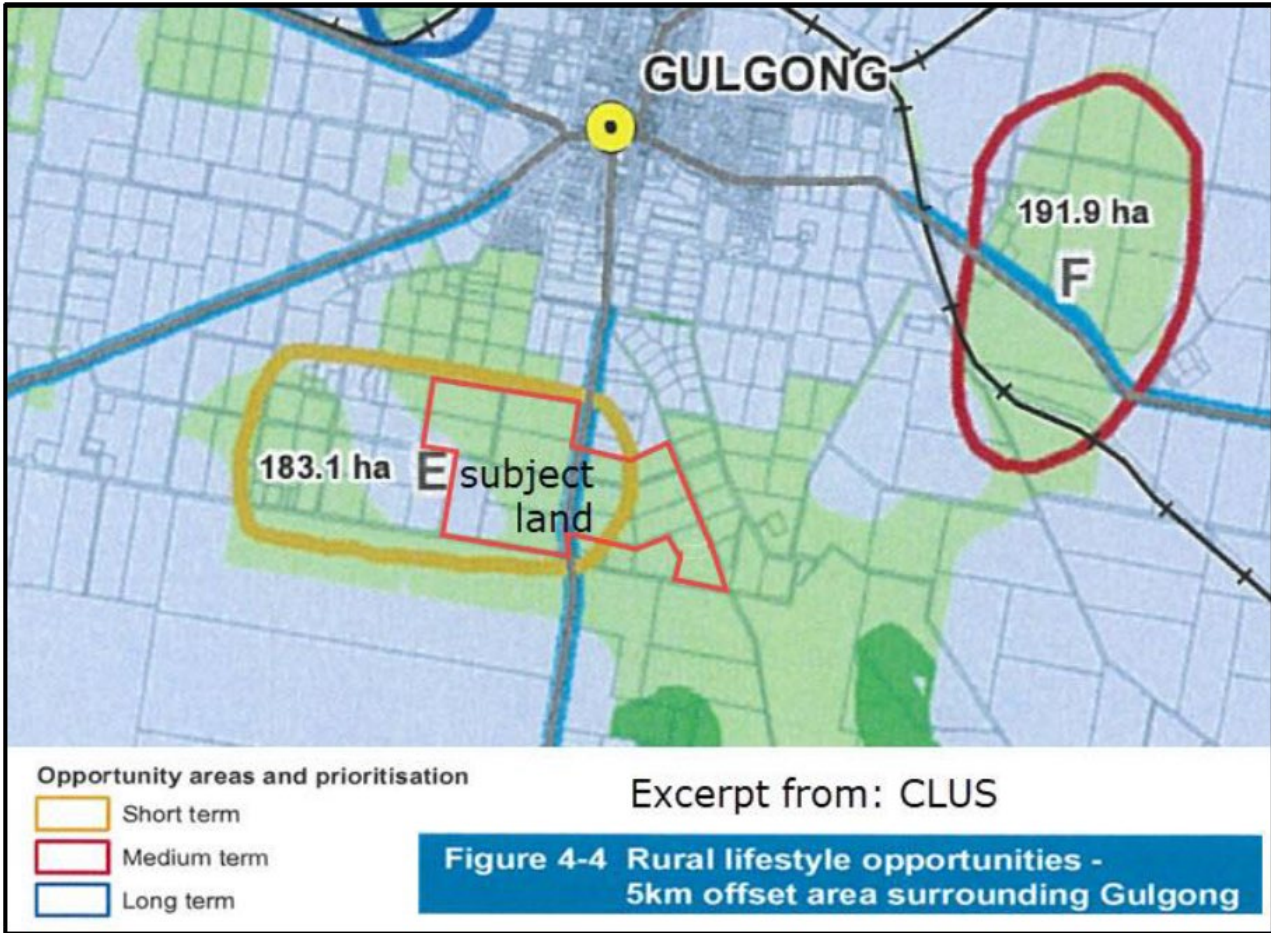 GULGONG
191.9 ha
F
183.1 ha
E
subject
land
Opportunity areas and prioritisation
Short term
Medium term
Long term
Excerpt from: CLUS
Figure 4-4 Rural lifestyle opportunities -
5km offset area surrounding Gulgong